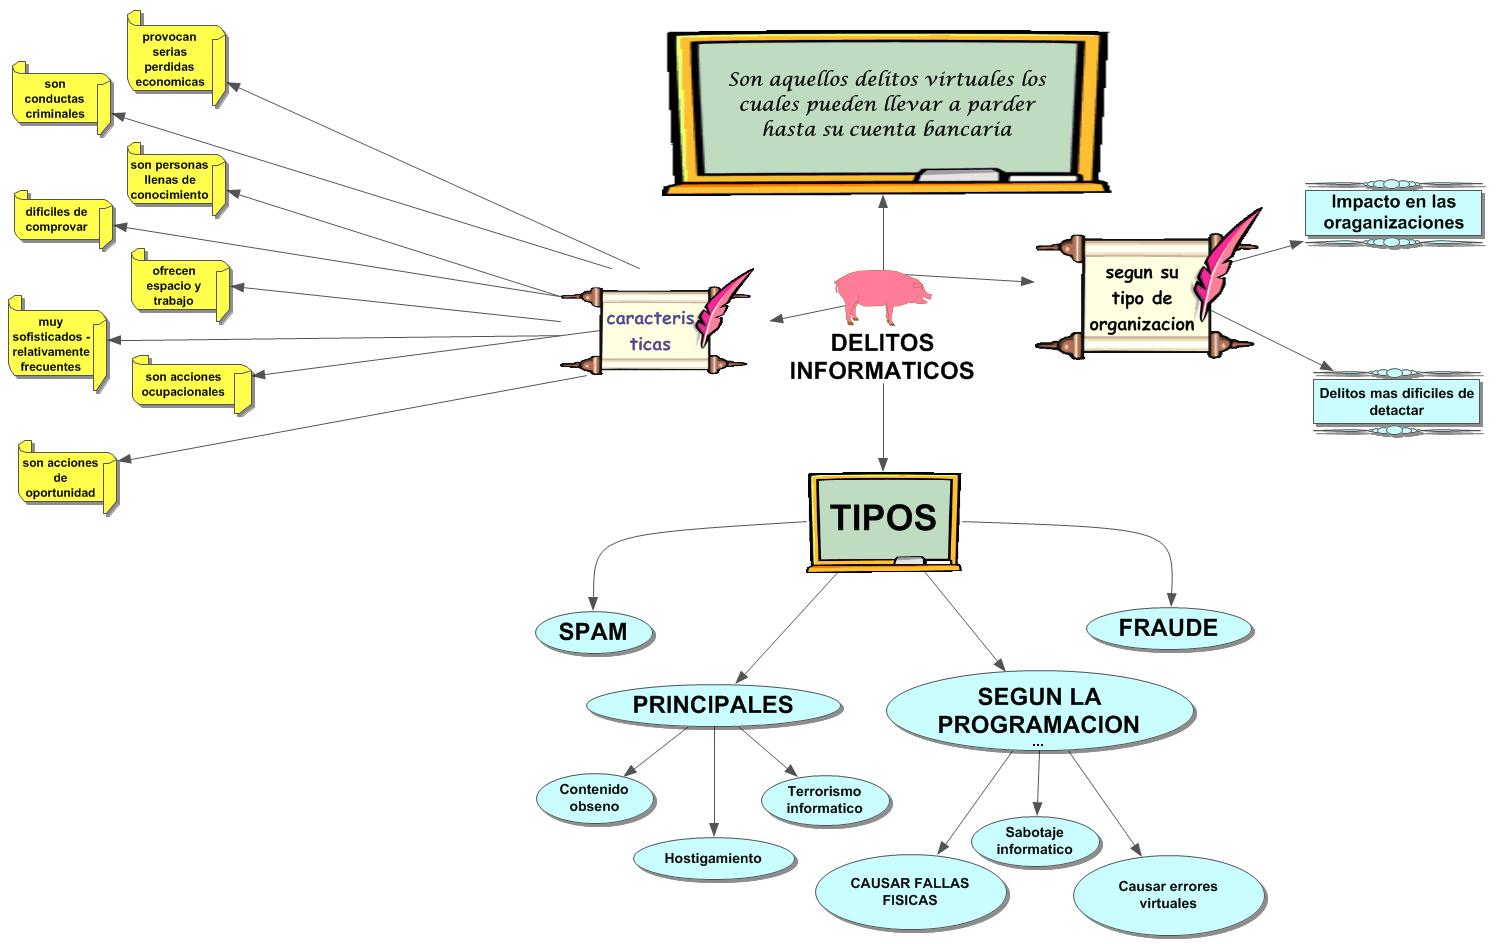 provocan
serias
perdidas
economicas
son
conductas
criminales
son personas
llenas de
conocimiento
dificiles de
comprovar
ofrecen
espacio y
trabajo
muy
sofisticados -
relativamente
frecuentes
son acciones
ocupacionales
son acciones
de
oportunidad
caracteris
ticas
Son aquellos delitos virtuales los
cuales pueden llevar a parder
hasta su cuenta bancaría
DELITOS
INFORMATICOS
segun su
tipo de
organizacion
Impacto en las
oraganizaciones
Delitos mas dificiles de
detactar
TIPOS
SPAM
FRAUDE
PRINCIPALES
SEGUN LA
PROGRAMACION
...
Contenido
obseno
Terrorismo
informatico
Hostigamiento
Sabotaje
informatico
CAUSAR FALLAS
FISICAS
Causar errores
virtuales